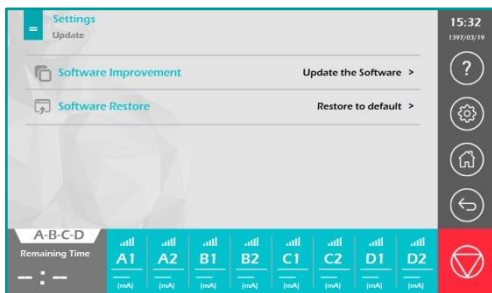 Settings
Update
15:32
1397/03/19
Software Improvement
Update the Software >
Software Restore
Restore to default >
?
A-B-C-D
Remaining Time
– : –
A1 A2 B1 B2 C1 C2 D1 D2
(mA) (mA) (mA) (mA) (mA) (mA) (mA) (mA)